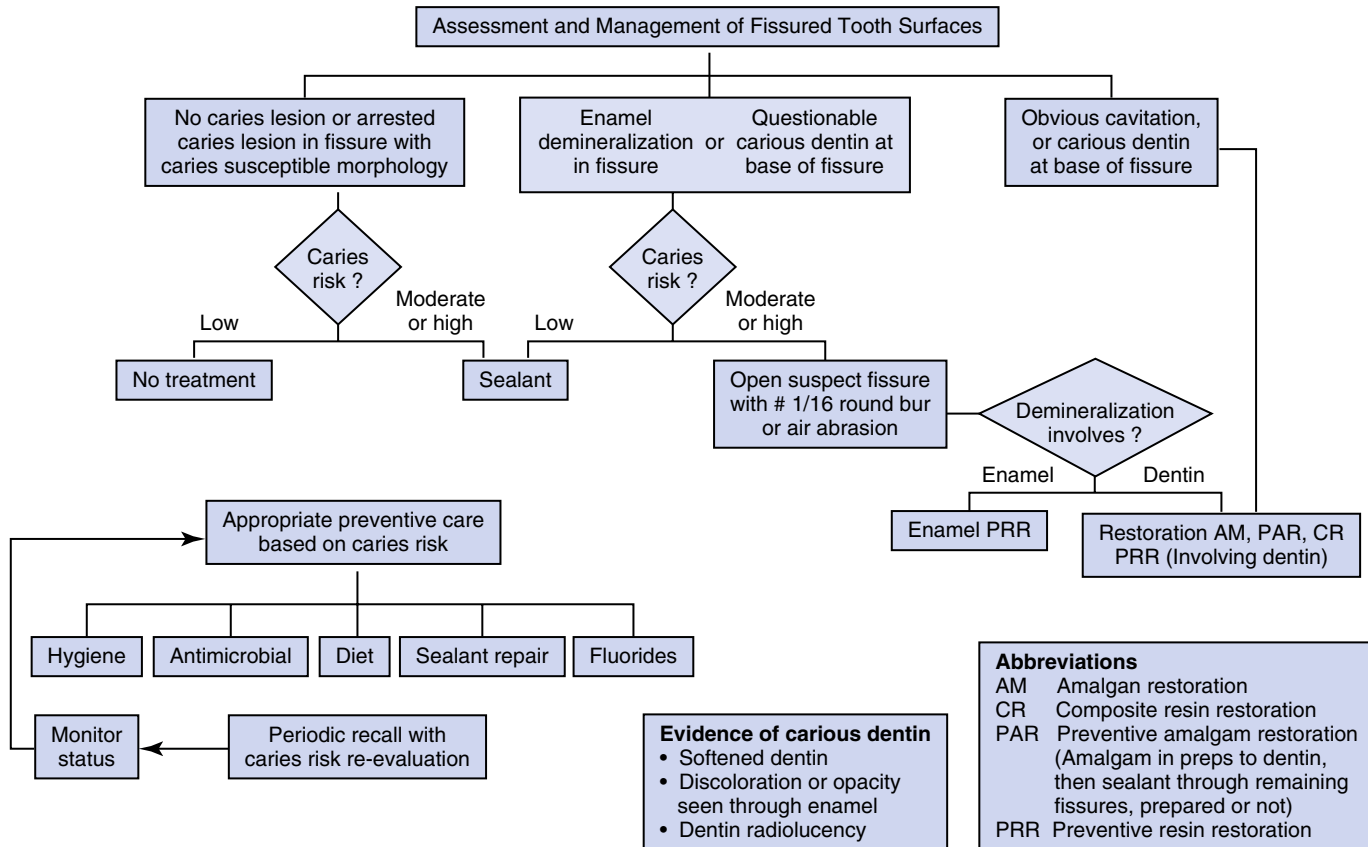 Assessment and Management of Fissured Tooth Surfaces
No caries lesion or arrested
caries lesion in fissure with
caries susceptible morphology
Enamel
demineralization
in fissure
or
Questionable
carious dentin at
base of fissure
Obvious cavitation,
or carious dentin
at base of fissure
Caries
risk ?
Low
Moderate
or high
Caries
risk ?
Low
Moderate
or high
No treatment
Sealant
Open suspect fissure
with # 1/16 round bur
or air abrasion
Demineralization
involves ?
Enamel
Dentin
Enamel PRR
Restoration AM, PAR, CR
PRR (Involving dentin)
Appropriate preventive care
based on caries risk
Hygiene
Antimicrobial
Diet
Sealant repair
Fluorides
Monitor
status
Periodic recall with
caries risk re-evaluation
Evidence of carious dentin
• Softened dentin
• Discoloration or opacity
seen through enamel
• Dentin radiolucency
Abbreviations
AM Amalgan restoration
CR Composite resin restoration
PAR Preventive amalgam restoration
(Amalgam in preps to dentin,
then sealant through remaining
fissures, prepared or not)
PRR Preventive resin restoration